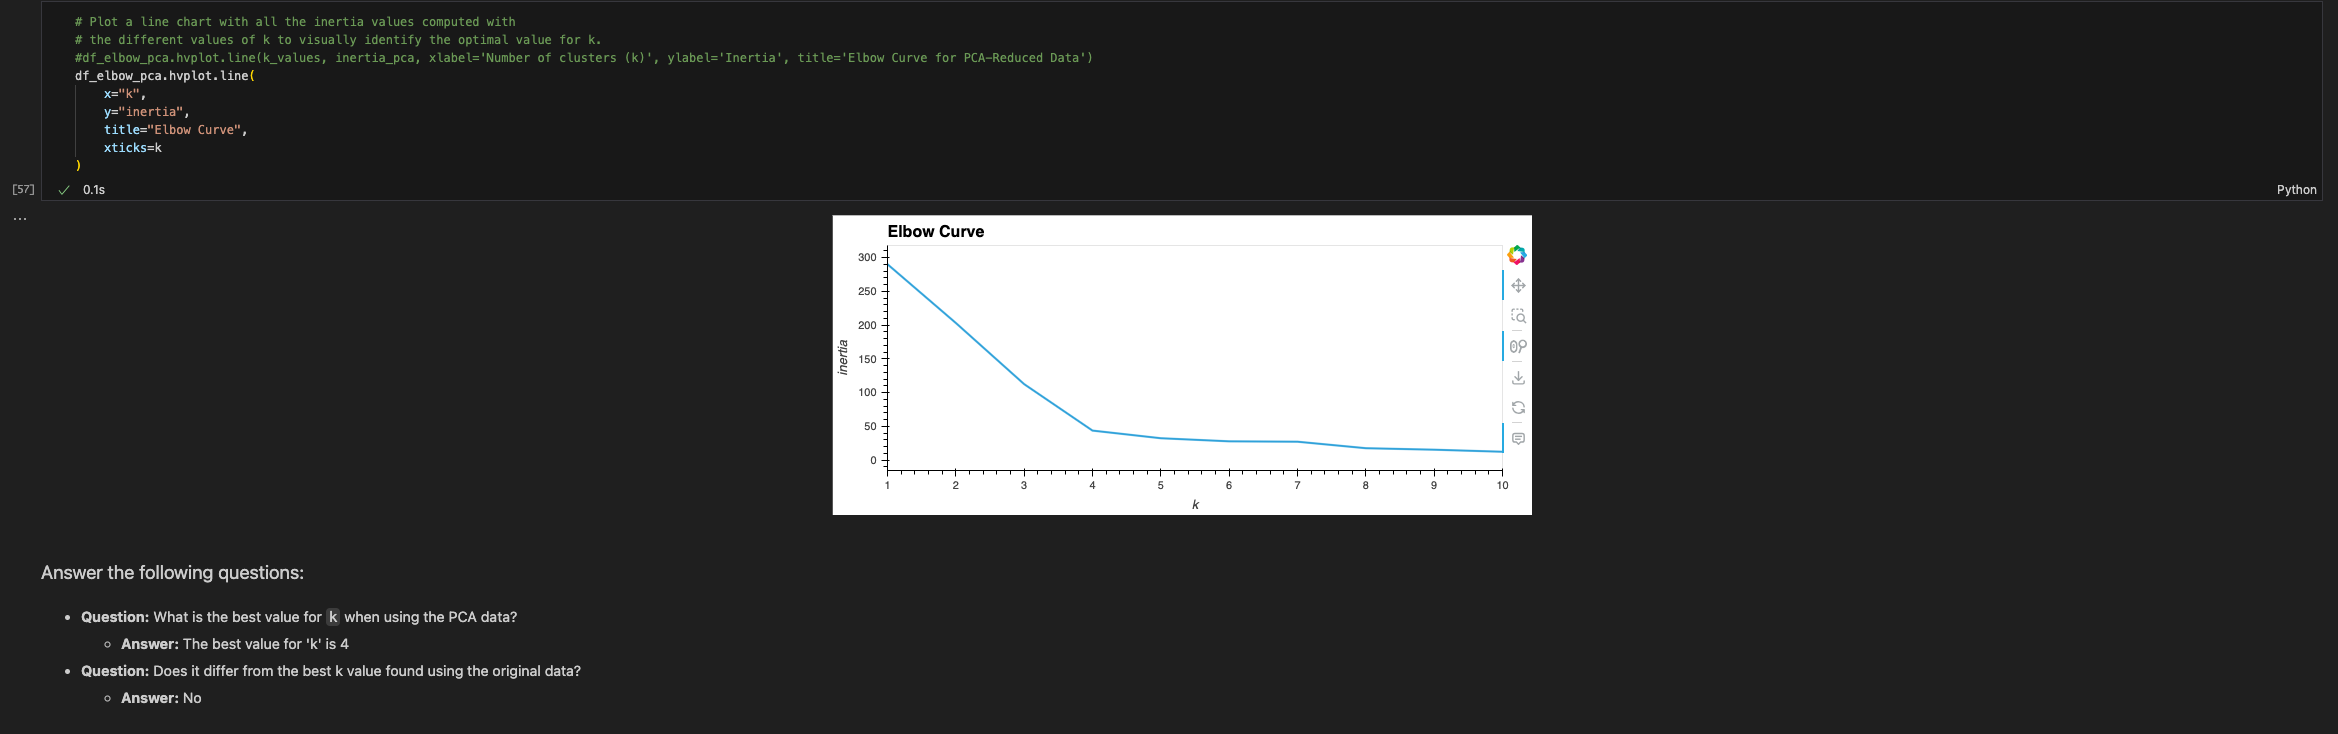 # Plot a line chart with all the inertia values computed with
# the different values of k to visually identify the optimal value for k.
#df_elbow_pca.hvplot.line(k_values, inertia_pca, xlabel='Number of clusters (k)', ylabel='Inertia', title='Elbow Curve for PCA-Reduced Data')
df_elbow_pca.hvplot.line(
    x="k",
    y="inertia",
    title="Elbow Curve",
    xticks=k
)
[57]
0.1s
Python
...
Elbow Curve
300
250
200
150
100
50
0
inertia
1 2 3 4 5 6 7 8 9 10
k
Answer the following questions:
• Question: What is the best value for k when using the PCA data?
◦ Answer: The best value for 'k' is 4
• Question: Does it differ from the best k value found using the original data?
◦ Answer: No